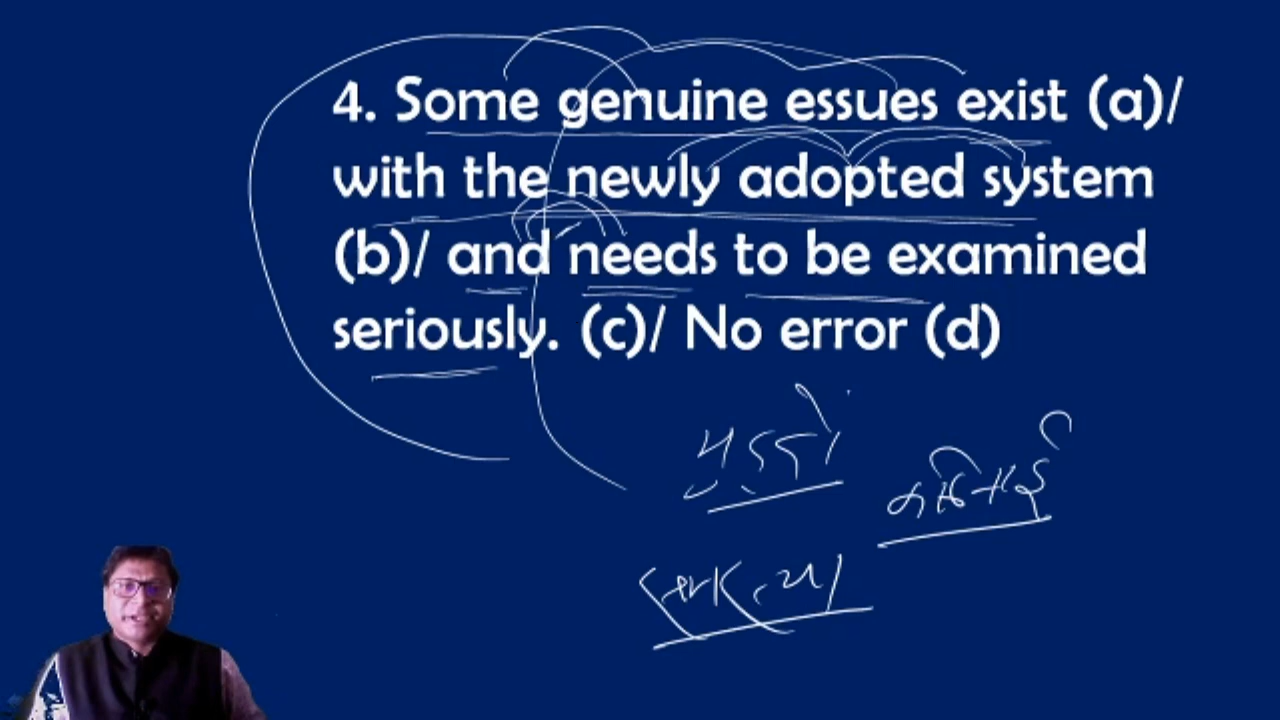 4. Some genuine essues exist (a)/
with the newly adopted system
(b)/ and needs to be examined
seriously. (c)/ No error (d)